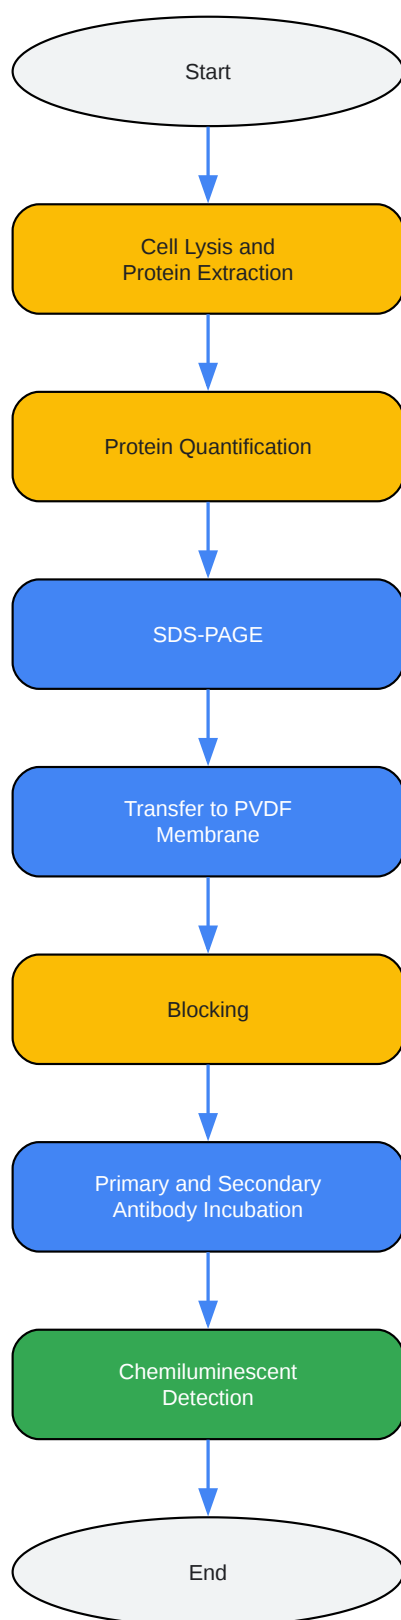 Start
Cell Lysis and
Protein Extraction
Protein Quantification
SDS-PAGE
Transfer to PVDF
Membrane
Blocking
Primary and Secondary
Antibody Incubation
Chemiluminescent
Detection
End